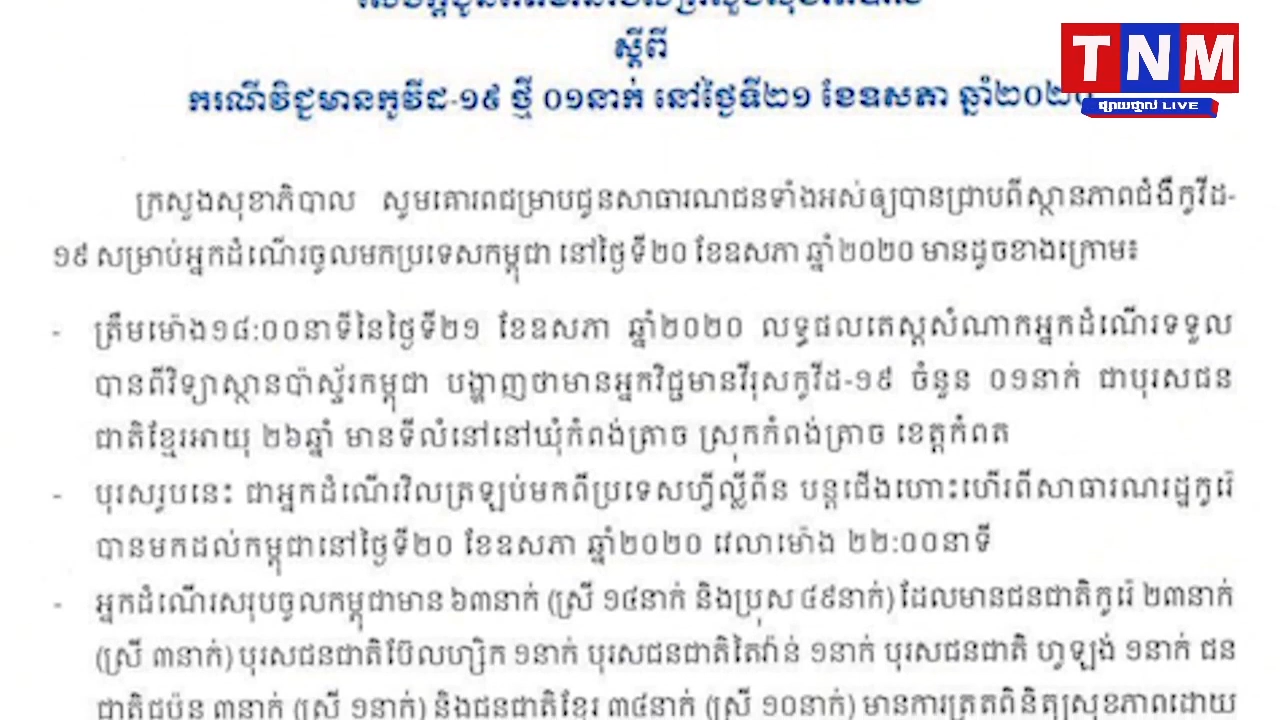 ស្តីពី
ករណីវិជ្ជមានកូវីដ-១៩ ថ្មី ០១នាក់ នៅថ្ងៃទី២១ ខែឧសភា ឆ្នាំ២០២០
TNM
ផ្សាយផ្ទាល់ LIVE
ក្រសួងសុខាភិបាល សូមគោរពជម្រាបជូនសាធារណជនទាំងអស់ឲ្យបានជ្រាបពីស្ថានភាពជំងឺកូវីដ-
១៩ សម្រាប់អ្នកដំណើរចូលមកប្រទេសកម្ពុជា នៅថ្ងៃទី២០ ខែឧសភា ឆ្នាំ២០២០ មានដូចខាងក្រោម៖
- ត្រឹមម៉ោង១៨:០០នាទីនៃថ្ងៃទី២១ ខែឧសភា ឆ្នាំ២០២០ លទ្ធផលតេស្តសំណាកអ្នកដំណើរទទួល
បានពីវិទ្យាស្ថានប៉ាស្ទ័រកម្ពុជា បង្ហាញថាមានអ្នកវិជ្ជមានវីរុសកូវីដ-១៩ ចំនួន ០១នាក់ ជាបុរសជន
ជាតិខ្មែរអាយុ ២៦ឆ្នាំ មានទីលំនៅនៅឃុំកំពង់ត្រាច ស្រុកកំពង់ត្រាច ខេត្តកំពត
- បុរសរូបនេះ ជាអ្នកដំណើរវិលត្រឡប់មកពីប្រទេសហ្វីល្លីពីន បន្តជើងហោះហើរពីសាធារណរដ្ឋកូរ៉េ
បានមកដល់កម្ពុជានៅថ្ងៃទី២០ ខែឧសភា ឆ្នាំ២០២០ វេលាម៉ោង ២២:០០នាទី
- អ្នកដំណើរសរុបចូលកម្ពុជាមាន ៦៣នាក់ (ស្រី ១៤នាក់ និងប្រុស ៤៩នាក់) ដែលមានជនជាតិកូរ៉េ ២៣នាក់
(ស្រី ៣នាក់) បុរសជនជាតិប៊ែលហ្សិក ១នាក់ បុរសជនជាតិតៃវ៉ាន់ ១នាក់ បុរសជនជាតិ ហូឡង់ ១នាក់ ជន
ជាតិជប៉ុន ៣នាក់ (ស្រី ១នាក់) និងជនជាតិខ្មែរ ៣៤នាក់ (ស្រី ១០នាក់) មានការត្រួតពិនិត្យសុខភាពដោយ